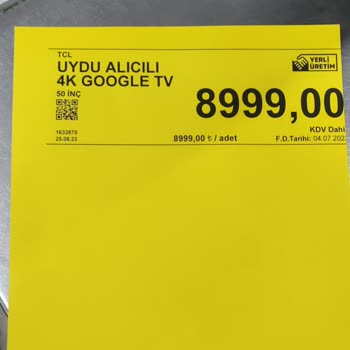 TCL
UYDU ALICILI
4K GOOGLE TV
50 İNÇ
YERLİ
ÜRETİM
8999,00
KDV Dahi
1633875
25.08.23
8999,00 ₺ / adet
F.D.Tarihi: 04.07.202